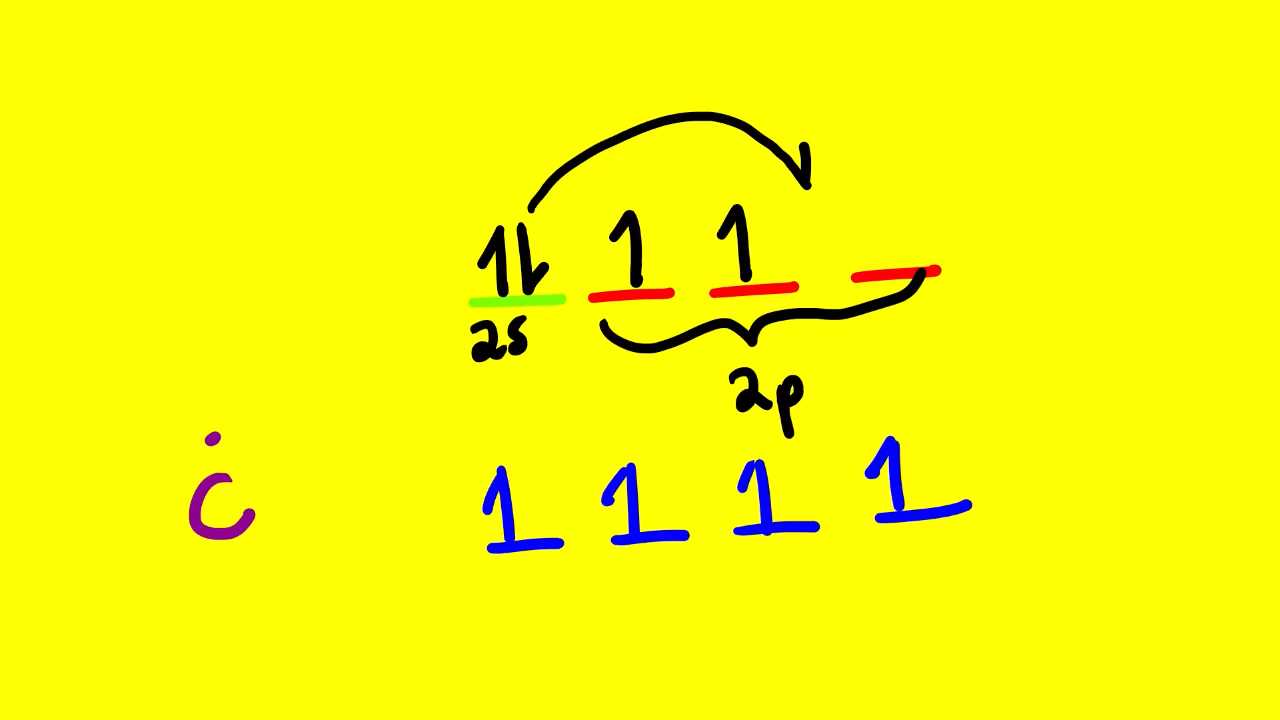 1⇂ 1 1
2s
2p
Ċ 1 1 1 1